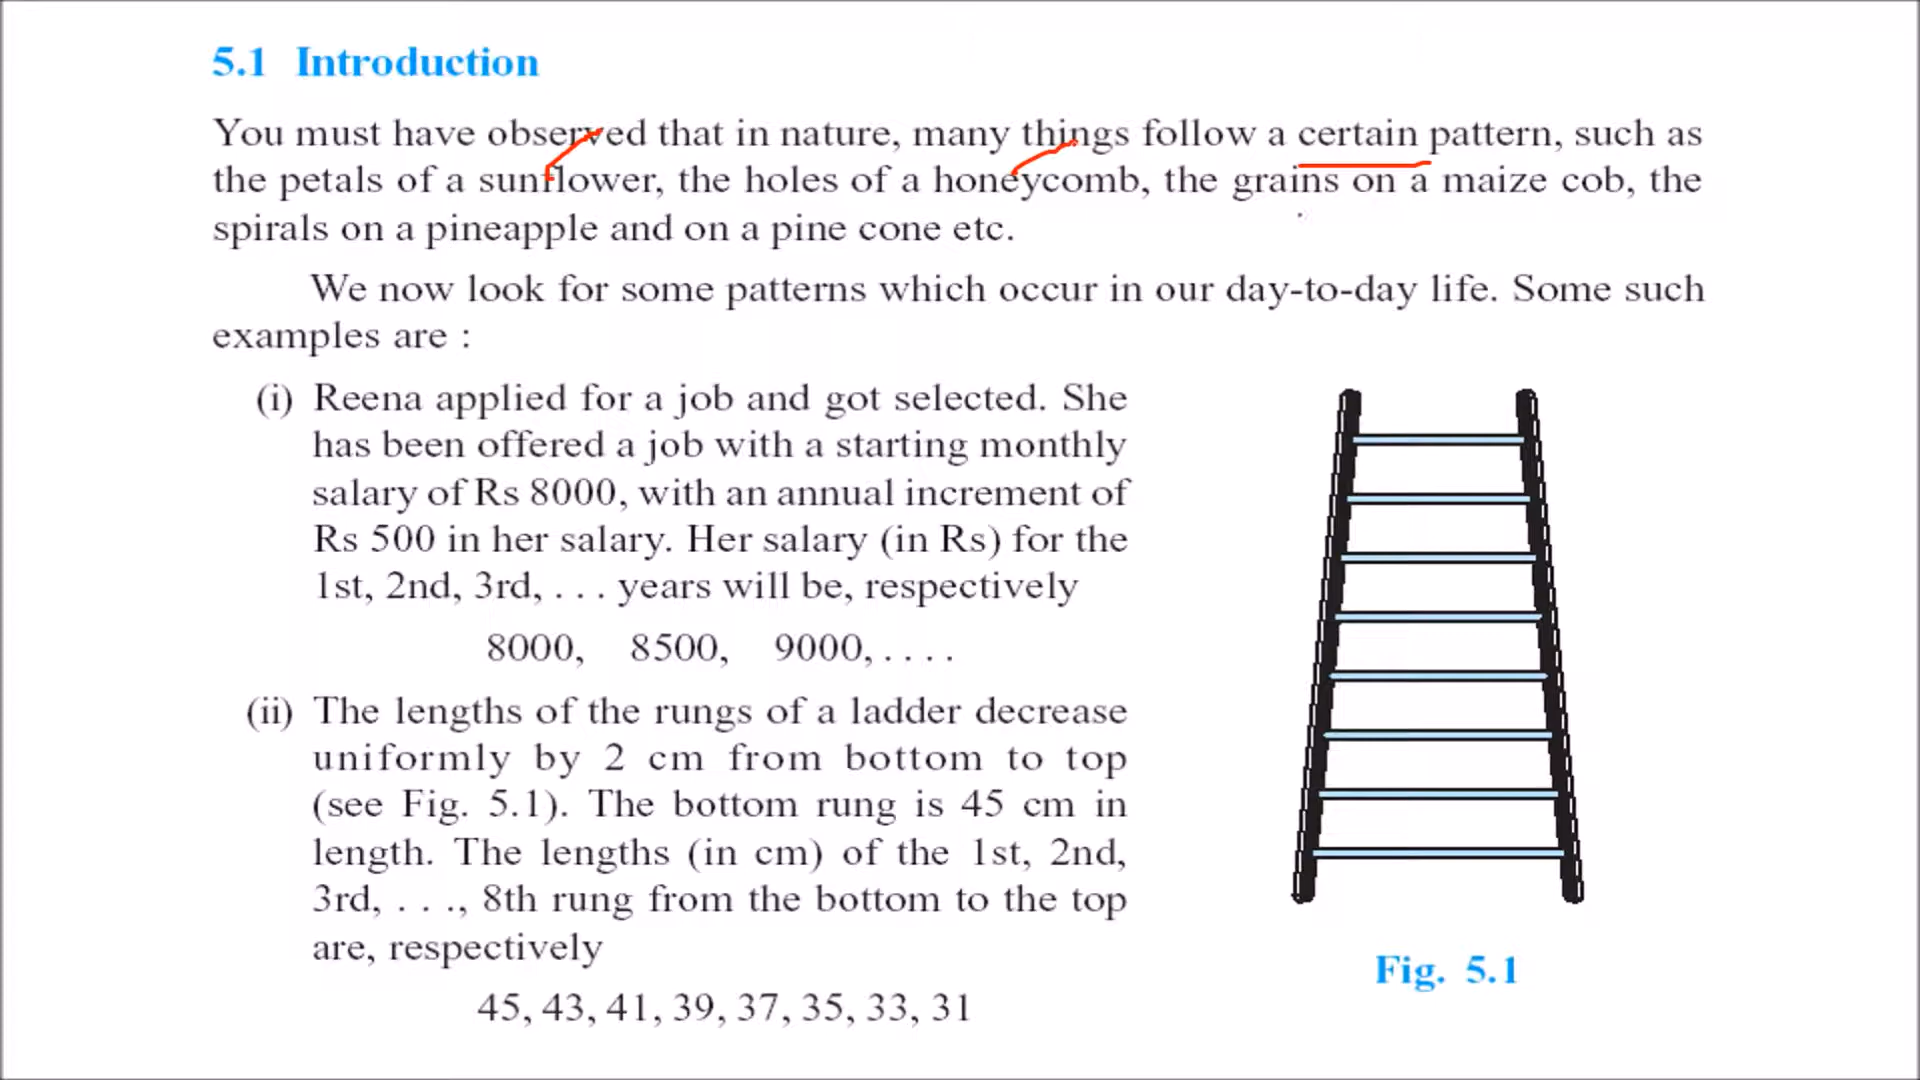 5.1 Introduction
You must have observed that in nature, many things follow a certain pattern, such as
the petals of a sunflower, the holes of a honeycomb, the grains on a maize cob, the
spirals on a pineapple and on a pine cone etc.
We now look for some patterns which occur in our day-to-day life. Some such
examples are :
(i) Reena applied for a job and got selected. She
has been offered a job with a starting monthly
salary of Rs 8000, with an annual increment of
Rs 500 in her salary. Her salary (in Rs) for the
1st, 2nd, 3rd, . . . years will be, respectively
8000, 8500, 9000, . . . .
(ii) The lengths of the rungs of a ladder decrease
uniformly by 2 cm from bottom to top
(see Fig. 5.1). The bottom rung is 45 cm in
length. The lengths (in cm) of the 1st, 2nd,
3rd, . . ., 8th rung from the bottom to the top
are, respectively
45, 43, 41, 39, 37, 35, 33, 31
Fig. 5.1